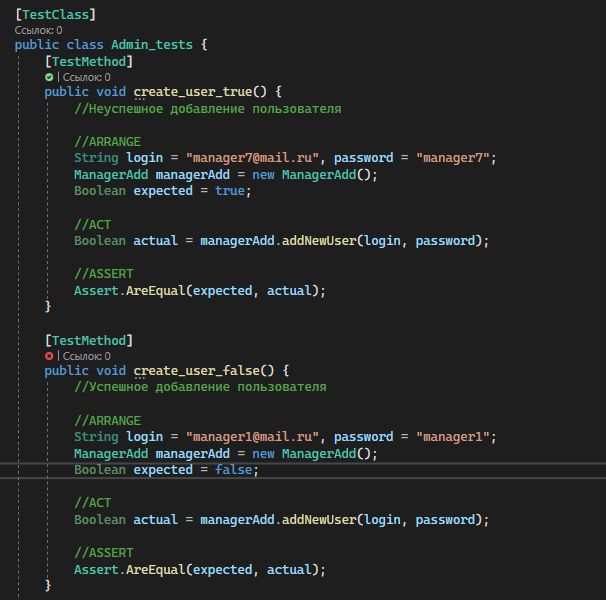 [TestClass]
Ссылок: 0
public class Admin_tests {
[TestMethod]
| Ссылок: 0
public void create_user_true() {
//Неуспешное добавление пользователя
//ARRANGE
String login = "manager7@mail.ru", password = "manager7";
ManagerAdd managerAdd = new ManagerAdd();
Boolean expected = true;
//ACT
Boolean actual = managerAdd.addNewUser(login, password);
//ASSERT
Assert.AreEqual(expected, actual);
}
[TestMethod]
| Ссылок: 0
public void create_user_false() {
//Успешное добавление пользователя
//ARRANGE
String login = "manager1@mail.ru", password = "manager1";
ManagerAdd managerAdd = new ManagerAdd();
Boolean expected = false;
//ACT
Boolean actual = managerAdd.addNewUser(login, password);
//ASSERT
Assert.AreEqual(expected, actual);
}